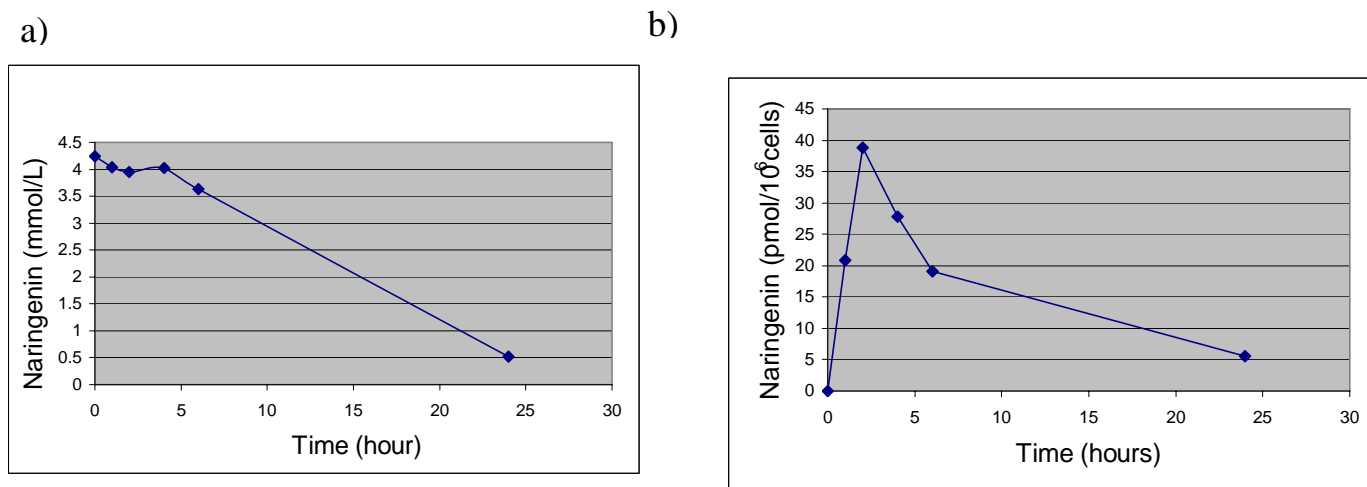 a)
b)
4.5
4
3.5
3
2.5
2
1.5
1
0.5
0
0 5 10 15 20 25 30
Naringenin (mmol/L)
Time (hour)
45
40
35
30
25
20
15
10
5
0
0 5 10 15 20 25 30
Naringenin (pmol/10⁶cells)
Time (hours)